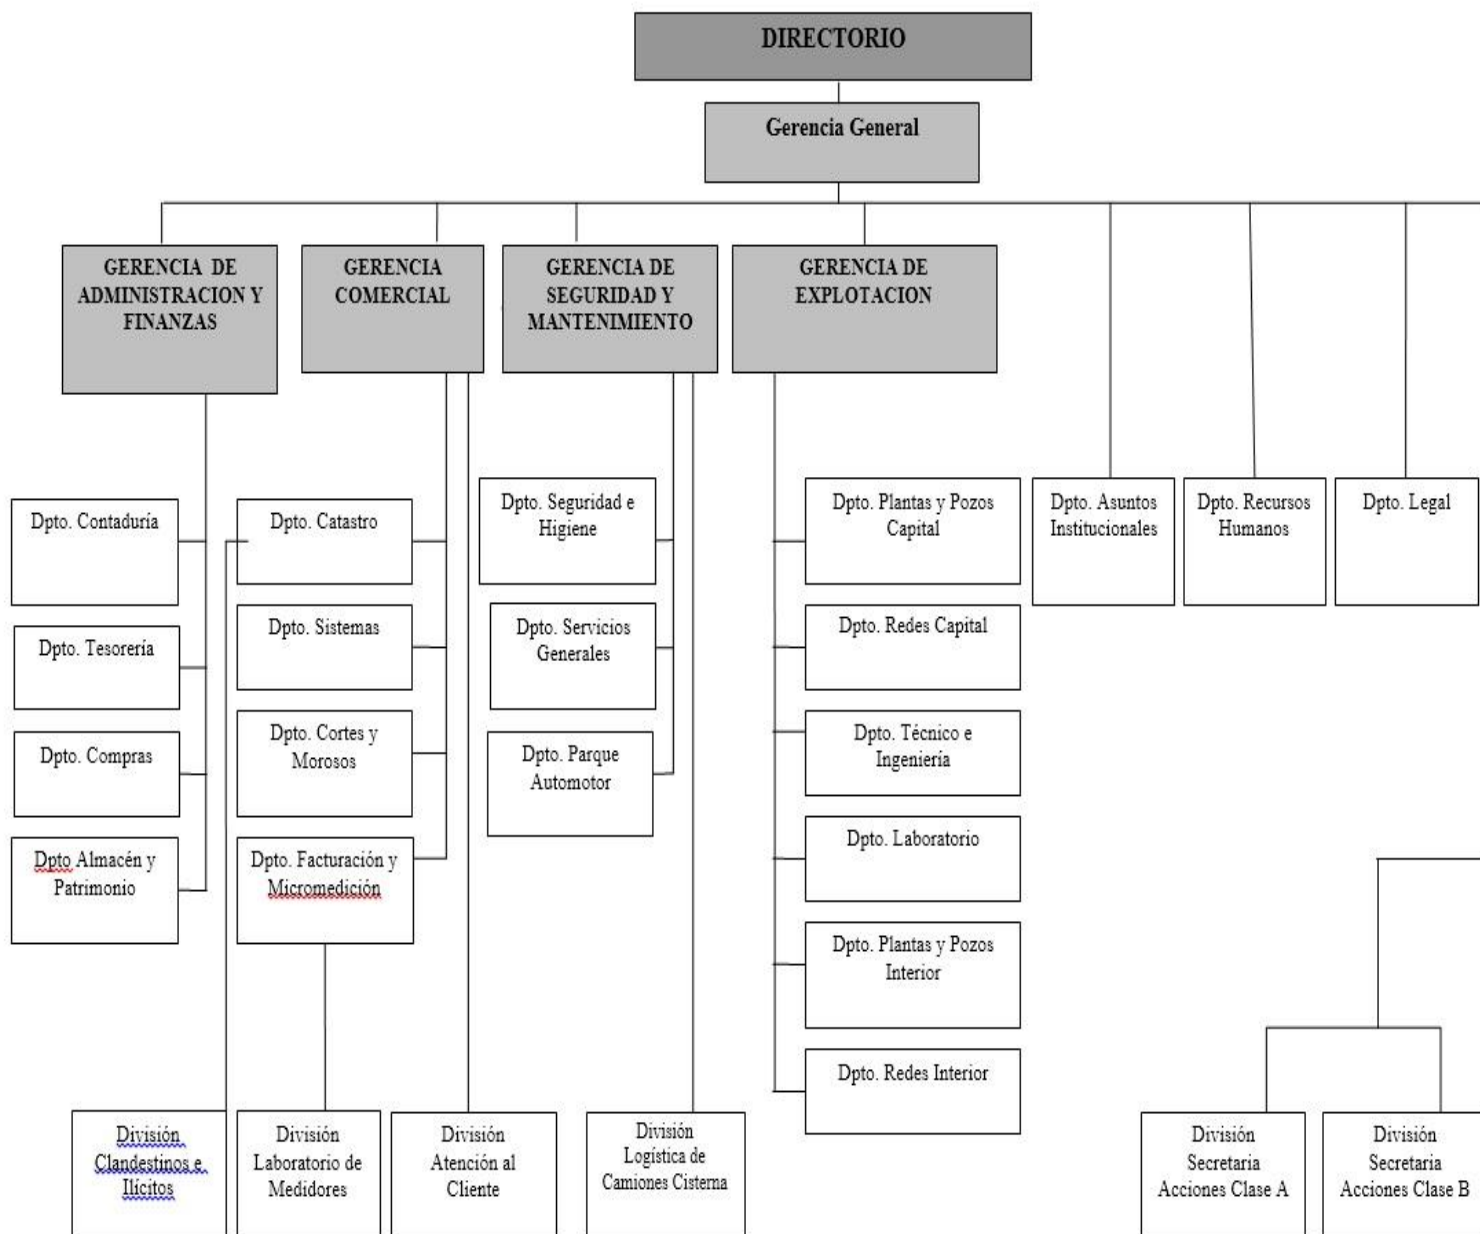 DIRECTORIO
Gerencia General
GERENCIA DE
ADMINISTRACION Y
FINANZAS
GERENCIA
COMERCIAL
GERENCIA DE
SEGURIDAD Y
MANTENIMIENTO
GERENCIA DE
EXPLOTACION
Dpto. Contaduría
Dpto. Tesorería
Dpto. Compras
Dpto Almacén y
Patrimonio
Dpto. Catastro
Dpto. Sistemas
Dpto. Cortes y
Morosos
Dpto. Facturación y
Micromedición
Dpto. Seguridad e
Higiene
Dpto. Servicios
Generales
Dpto. Parque
Automotor
Dpto. Plantas y Pozos
Capital
Dpto. Redes Capital
Dpto. Técnico e
Ingeniería
Dpto. Laboratorio
Dpto. Plantas y Pozos
Interior
Dpto. Redes Interior
Dpto. Asuntos
Institucionales
Dpto. Recursos
Humanos
Dpto. Legal
División
Clandestinos e
Ilícitos
División
Laboratorio de
Medidores
División
Atención al
Cliente
División
Logística de
Camiones Cisterna
División
Secretaria
Acciones Clase A
División
Secretaria
Acciones Clase B